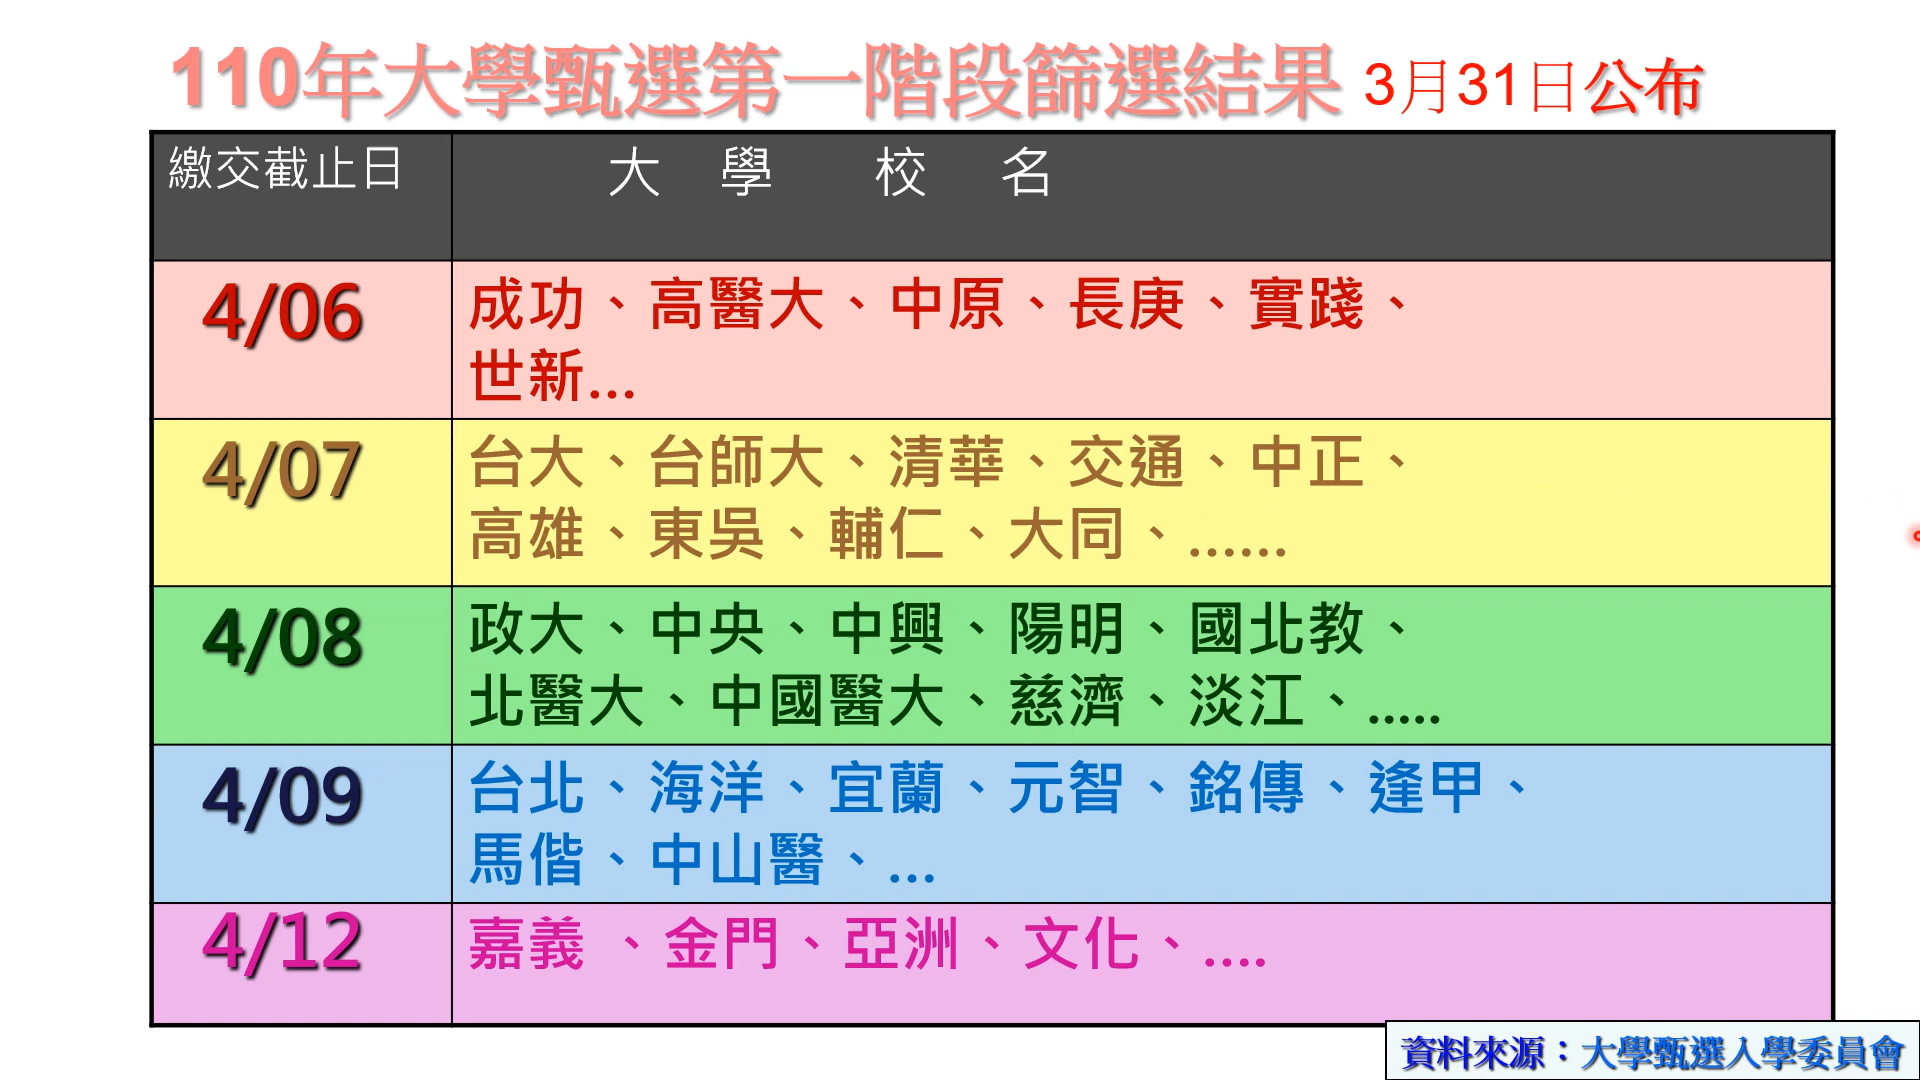 110年大學甄選第一階段篩選結果 3月31日公布
繳交截止日 大 學 校 名
4/06 成功、高醫大、中原、長庚、實踐、
世新...
4/07 台大、台師大、清華、交通、中正、
高雄、東吳、輔仁、大同、......
4/08 政大、中央、中興、陽明、國北教、
北醫大、中國醫大、慈濟、淡江、.....
4/09 台北、海洋、宜蘭、元智、銘傳、逢甲、
馬偕、中山醫、...
4/12 嘉義 、金門、亞洲、文化、....
資料來源：大學甄選入學委員會